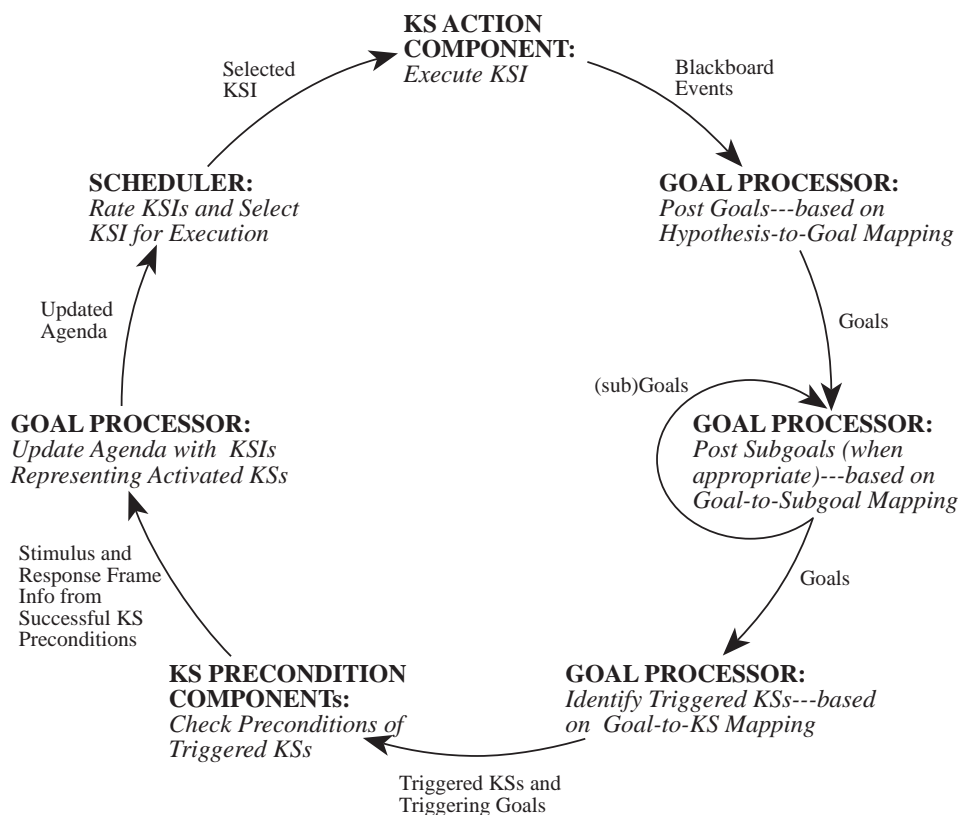 KS ACTION
COMPONENT:
Execute KSI
Selected
KSI
Blackboard
Events
SCHEDULER:
Rate KSIs and Select
KSI for Execution
GOAL PROCESSOR:
Post Goals---based on
Hypothesis-to-Goal Mapping
Updated
Agenda
Goals
(sub)Goals
GOAL PROCESSOR:
Update Agenda with KSIs
Representing Activated KSs
GOAL PROCESSOR:
Post Subgoals (when
appropriate)---based on
Goal-to-Subgoal Mapping
Stimulus and
Response Frame
Info from
Successful KS
Preconditions
Goals
KS PRECONDITION
COMPONENTs:
Check Preconditions of
Triggered KSs
GOAL PROCESSOR:
Identify Triggered KSs---based
on Goal-to-KS Mapping
Triggered KSs and
Triggering Goals